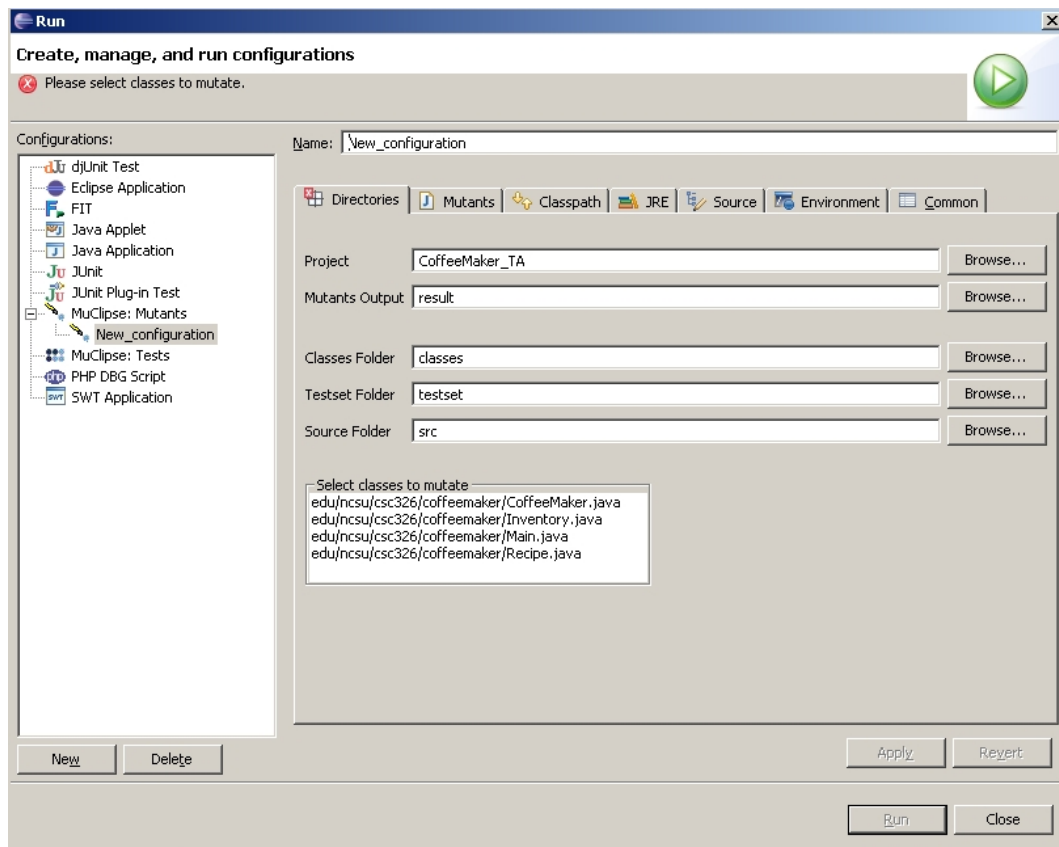 Run
Create, manage, and run configurations
Please select classes to mutate.
Configurations:
djUnit Test
Eclipse Application
FIT
Java Applet
Java Application
JUnit
JUnit Plug-in Test
MuClipse: Mutants
New_configuration
MuClipse: Tests
PHP DBG Script
SWT Application
New Delete
Name: New_configuration
Directories Mutants Classpath JRE Source Environment Common
Project CoffeeMaker_TA Browse...
Mutants Output result Browse...
Classes Folder classes Browse...
Testset Folder testset Browse...
Source Folder src Browse...
Select classes to mutate
edu/ncsu/csc326/coffeemaker/CoffeeMaker.java
edu/ncsu/csc326/coffeemaker/Inventory.java
edu/ncsu/csc326/coffeemaker/Main.java
edu/ncsu/csc326/coffeemaker/Recipe.java
Apply Revert
Run Close